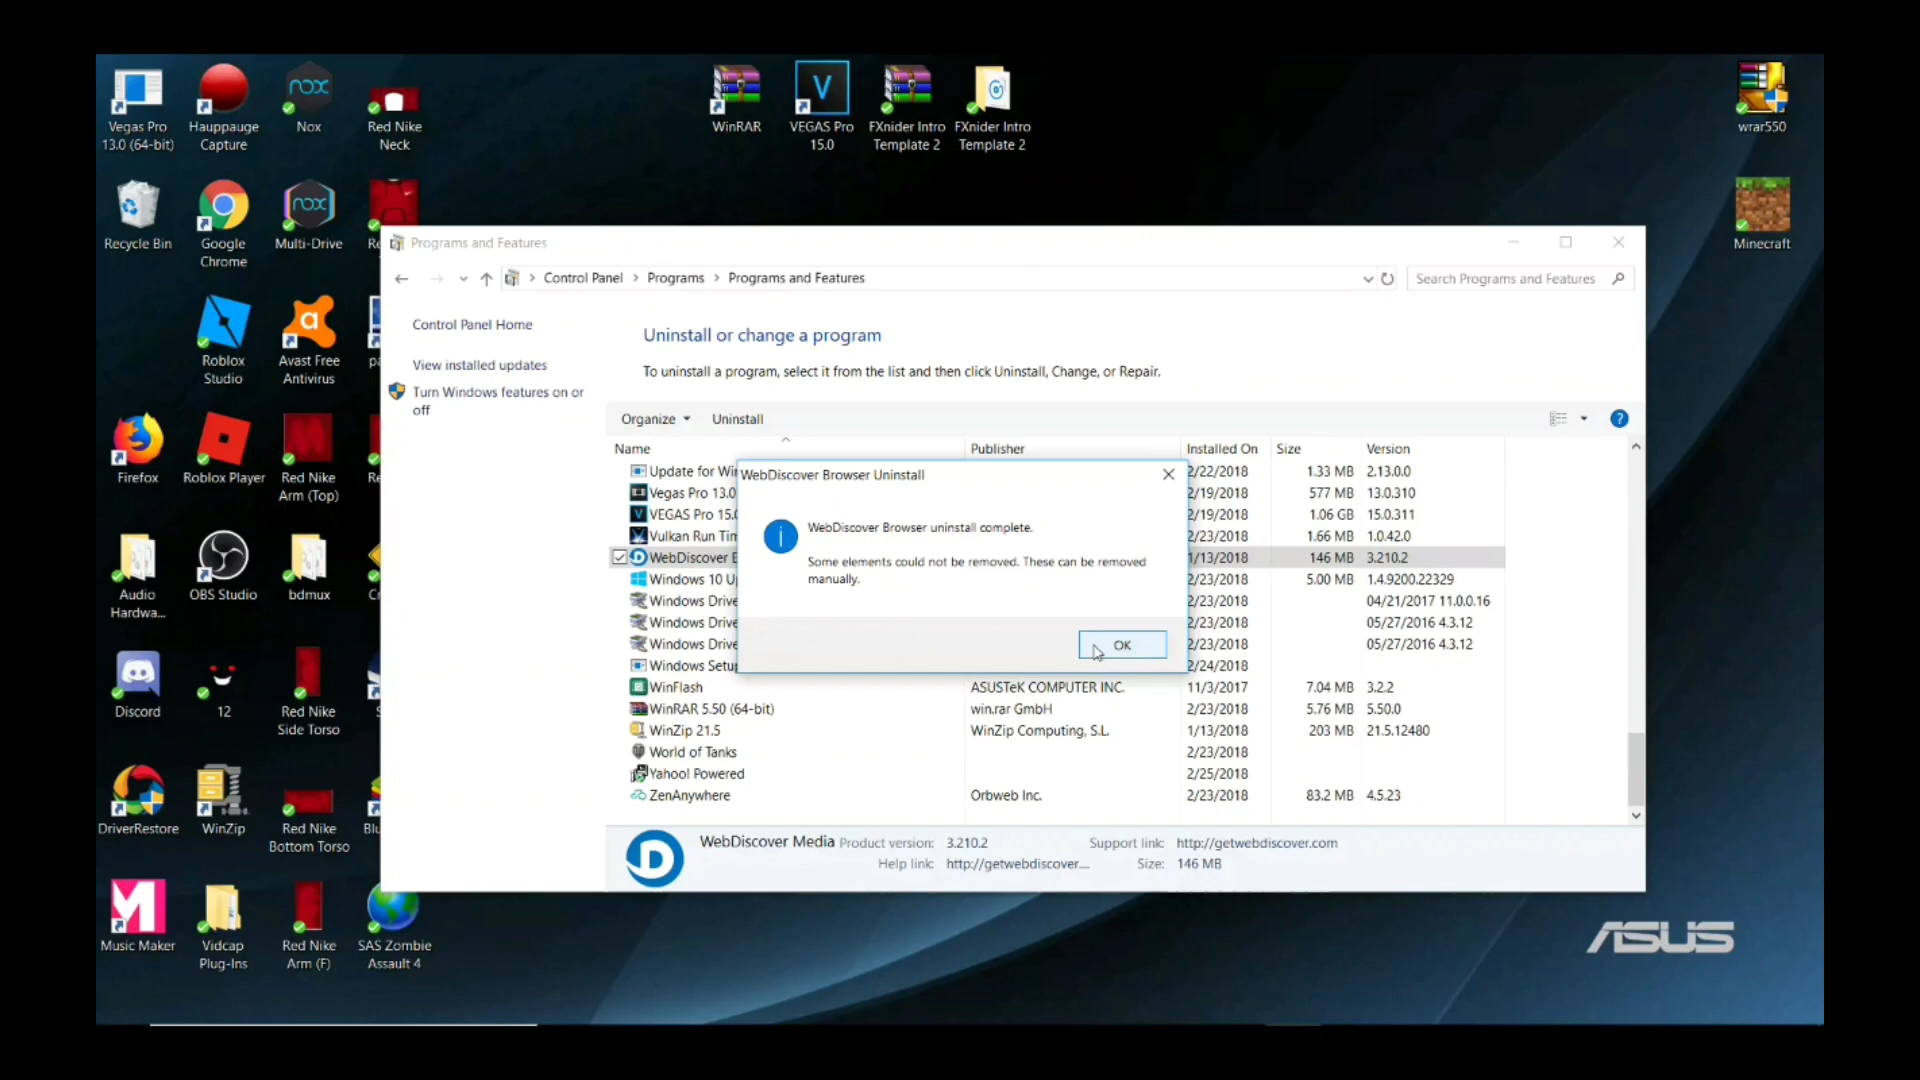 Vegas Pro
13.0 (64-bit)
Hauppauge
Capture
Nox
Red Nike
Neck
WinRAR
VEGAS Pro
15.0
FXnider Intro
Template 2
FXnider Intro
Template 2
wrar550
Recycle Bin
Google
Chrome
Multi-Drive
Re
Minecraft
Roblox
Studio
Avast Free
Antivirus
pa
Firefox
Roblox Player
Red Nike
Arm (Top)
Re
Audio
Hardwa...
OBS Studio
bdmux
Discord
12
Red Nike
Side Torso
DriverRestore
WinZip
Red Nike
Bottom Torso
Blu
Music Maker
Vidcap
Plug-Ins
Red Nike
Arm (F)
SAS Zombie
Assault 4
Programs and Features
Control Panel > Programs > Programs and Features
Search Programs and Features
Control Panel Home
View installed updates
Turn Windows features on or
off
Uninstall or change a program
To uninstall a program, select it from the list and then click Uninstall, Change, or Repair.
Organize Uninstall
Name Publisher Installed On Size Version
Update for Win 2/22/2018 1.33 MB 2.13.0.0
Vegas Pro 13.0 2/19/2018 577 MB 13.0.310
VEGAS Pro 15.0 2/19/2018 1.06 GB 15.0.311
Vulkan Run Tim 2/23/2018 1.66 MB 1.0.42.0
WebDiscover B 1/13/2018 146 MB 3.210.2
Windows 10 Up 2/23/2018 5.00 MB 1.4.9200.22329
Windows Drive 2/23/2018 04/21/2017 11.0.0.16
Windows Drive 2/23/2018 05/27/2016 4.3.12
Windows Drive 2/23/2018 05/27/2016 4.3.12
Windows Setup 2/24/2018
WinFlash ASUSTeK COMPUTER INC. 11/3/2017 7.04 MB 3.2.2
WinRAR 5.50 (64-bit) win.rar GmbH 2/23/2018 5.76 MB 5.50.0
WinZip 21.5 WinZip Computing, S.L. 1/13/2018 203 MB 21.5.12480
World of Tanks 2/23/2018
Yahoo! Powered 2/25/2018
ZenAnywhere Orbweb Inc. 2/23/2018 83.2 MB 4.5.23
WebDiscover Browser Uninstall
WebDiscover Browser uninstall complete.
Some elements could not be removed. These can be removed
manually.
OK
WebDiscover Media Product version: 3.210.2 Support link: http://getwebdiscover.com
Help link: http://getwebdiscover.... Size: 146 MB
ASUS